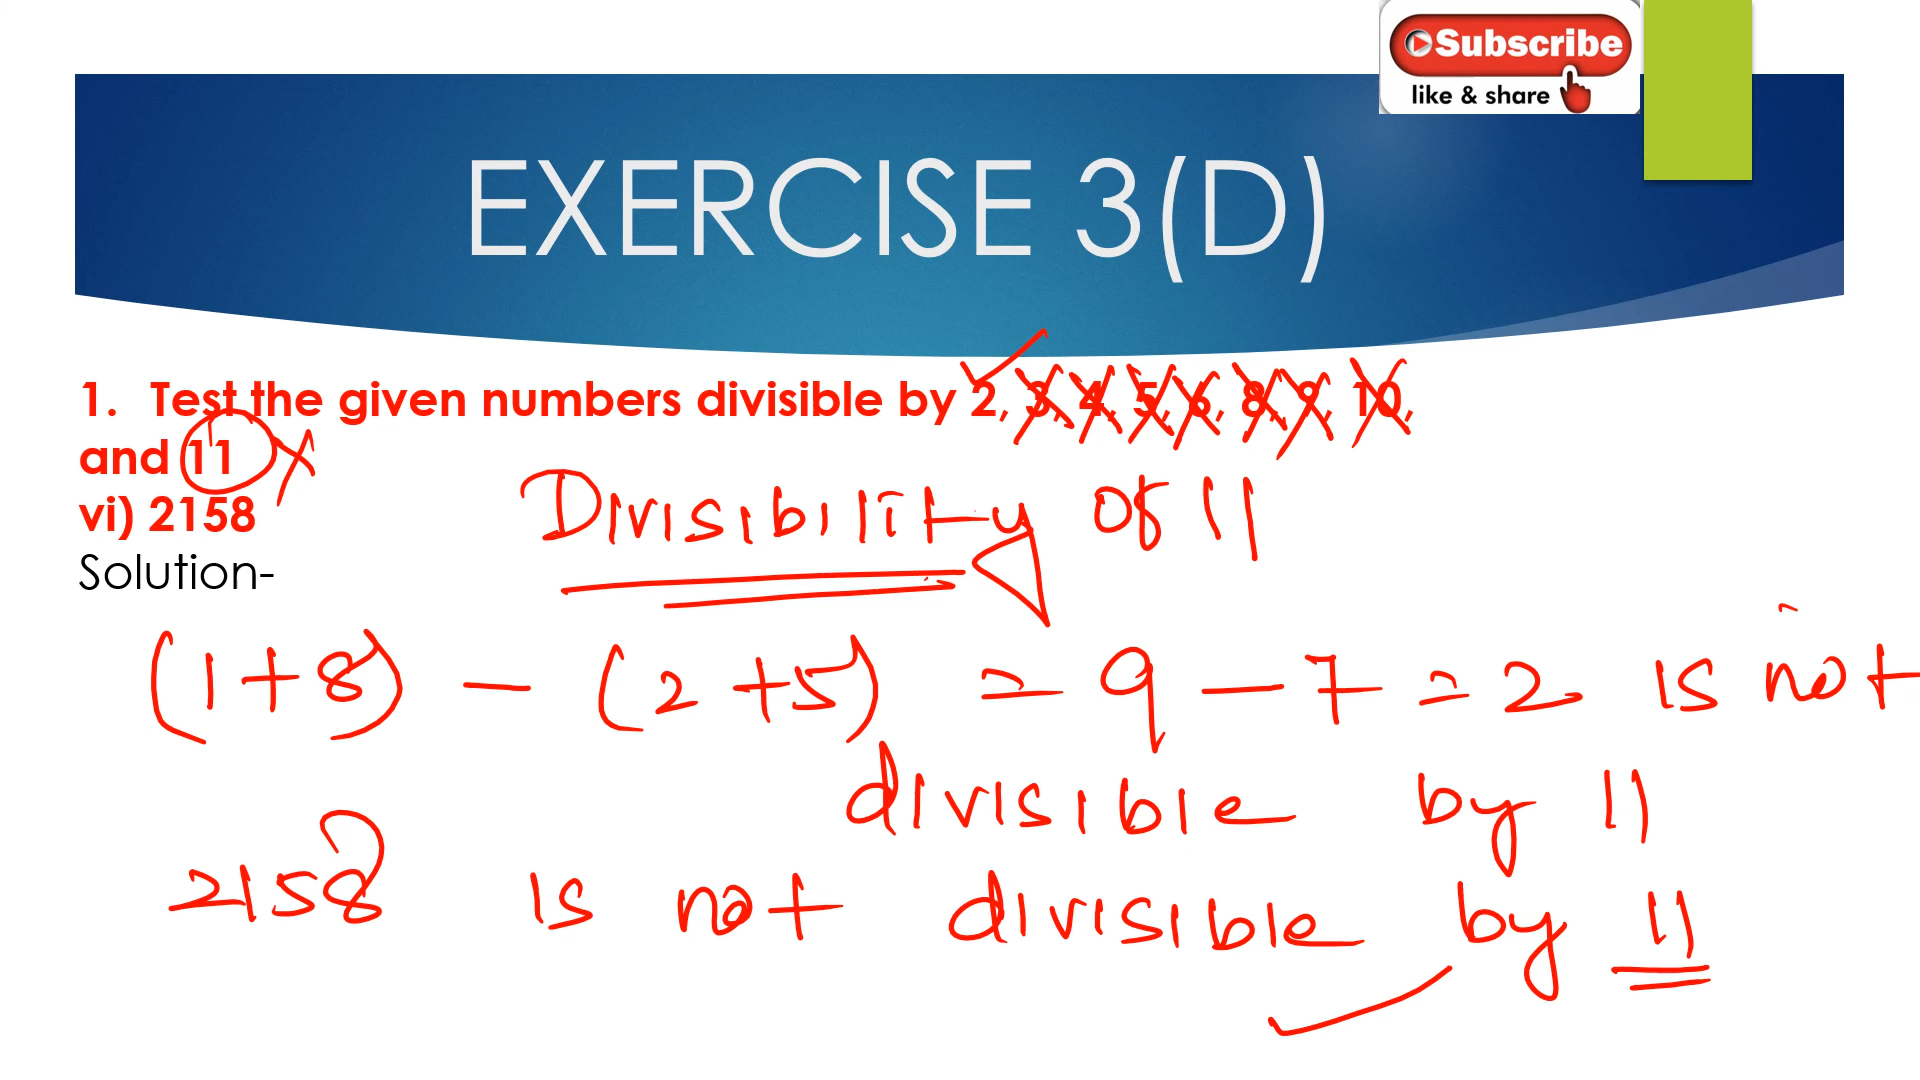 Subscribe
like & share
EXERCISE 3(D)
1. Test the given numbers divisible by 2, 3, 4, 5, 6, 8, 9, 10,
and 11
vi) 2158
Divisibility of 11
Solution-
(1+8) - (2+5) = 9 - 7 = 2 is not
divisible by 11
2158 is not divisible by 11